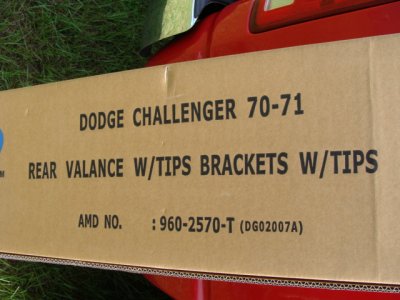 DODGE CHALLENGER 70-71
REAR VALANCE W/TIPS BRACKETS W/TIPS
AMD NO. : 960-2570-T (DG02007A)